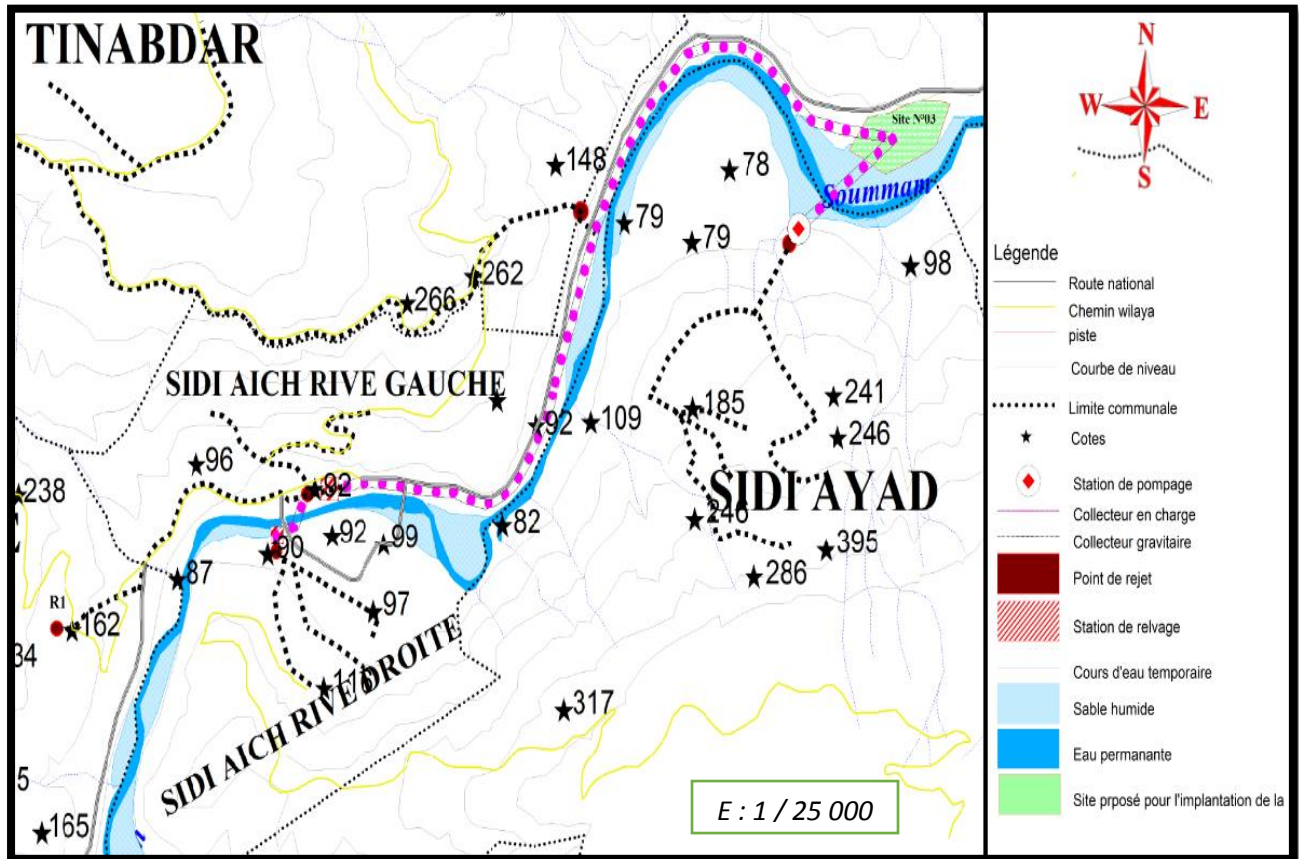 TINABDAR
Site N°03
148
78
Soummam
79
79
98
262
266
SIDI AICH RIVE GAUCHE
185
241
92
109
246
96
92
SIDI AYAD
238
246
82
92
99
90
395
87
286
R1
97
162
34
SIDI AICH RIVE DROITE
317
5
165
E : 1 / 25 000
N
W
E
S
Légende
Route national
Chemin wilaya
piste
Courbe de niveau
Limite communale
Cotes
Station de pompage
Collecteur en charge
Collecteur gravitaire
Point de rejet
Station de relvage
Cours d'eau temporaire
Sable humide
Eau permanante
Site prposé pour l'implantation de la